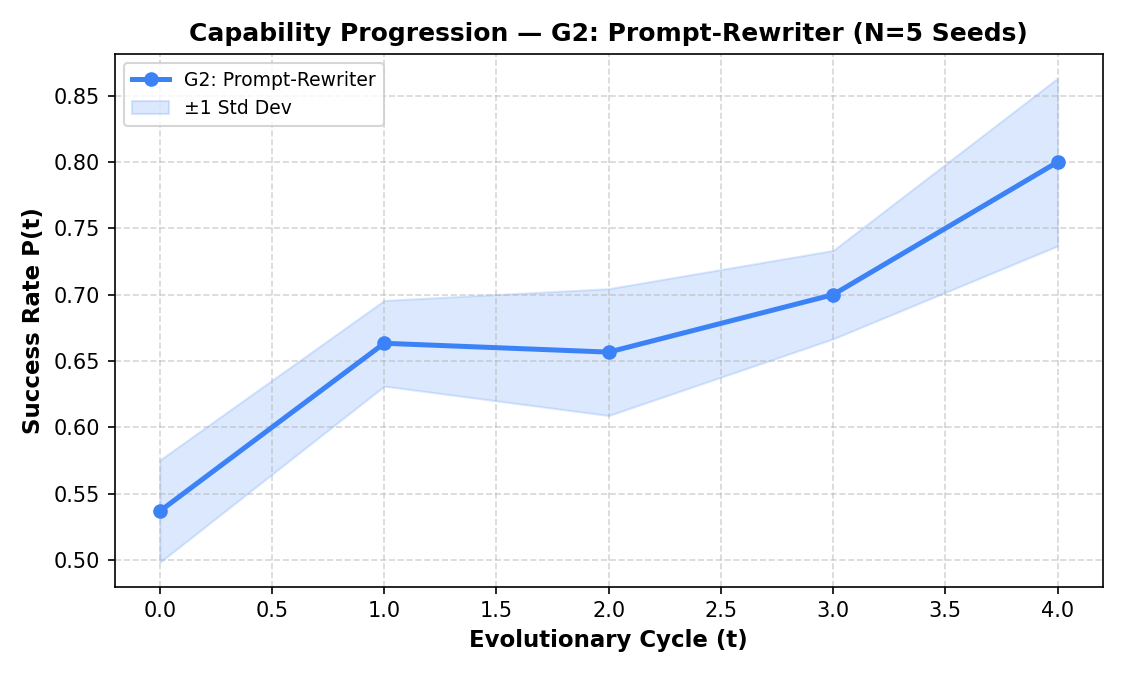 Capability Progression — G2: Prompt-Rewriter (N=5 Seeds)
G2: Prompt-Rewriter
±1 Std Dev
Success Rate P(t)
0.85
0.80
0.75
0.70
0.65
0.60
0.55
0.50
0.0 0.5 1.0 1.5 2.0 2.5 3.0 3.5 4.0
Evolutionary Cycle (t)